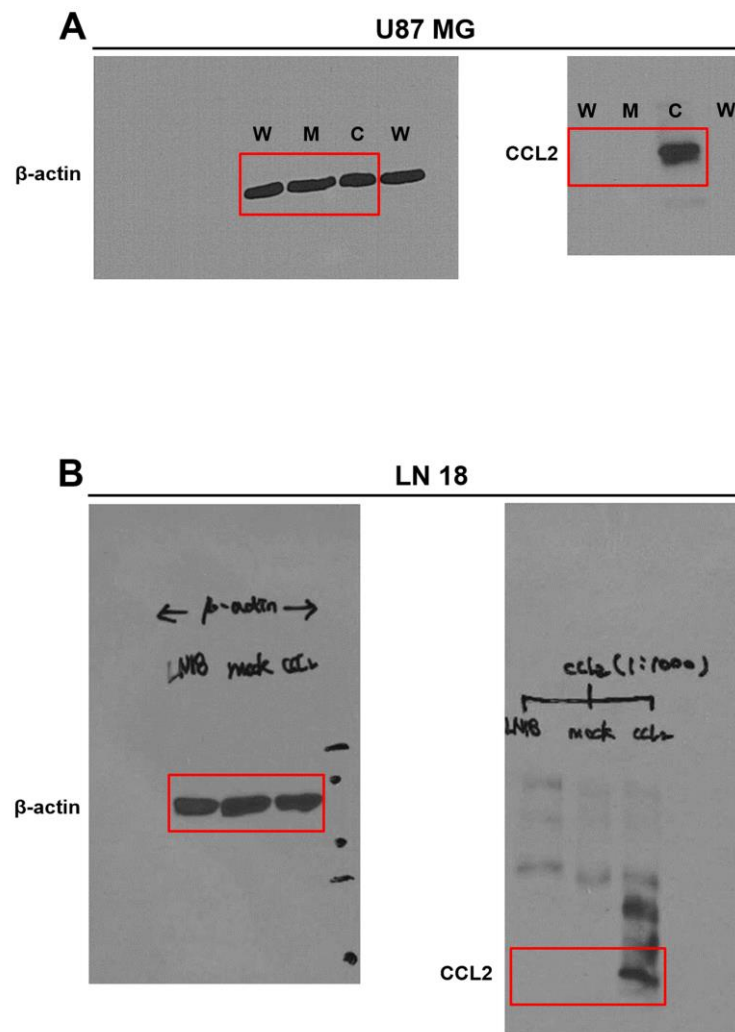 A
U87 MG
W M C W
W M C W
β-actin
CCL2
B
LN 18
← β-actin →
LN18 mock CCL2
β-actin
CCL2 (1:1000)
LN18 mock CCL2
CCL2